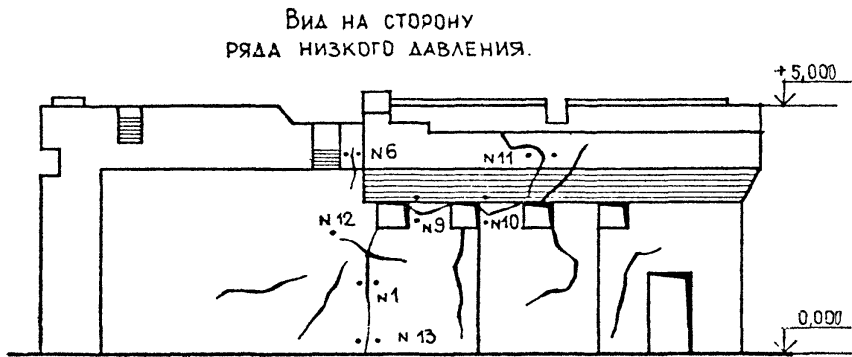 Вид на сторону
ряда низкого давления.
+5,000
N6
N11
N12
N9
N10
N1
N13
0,000